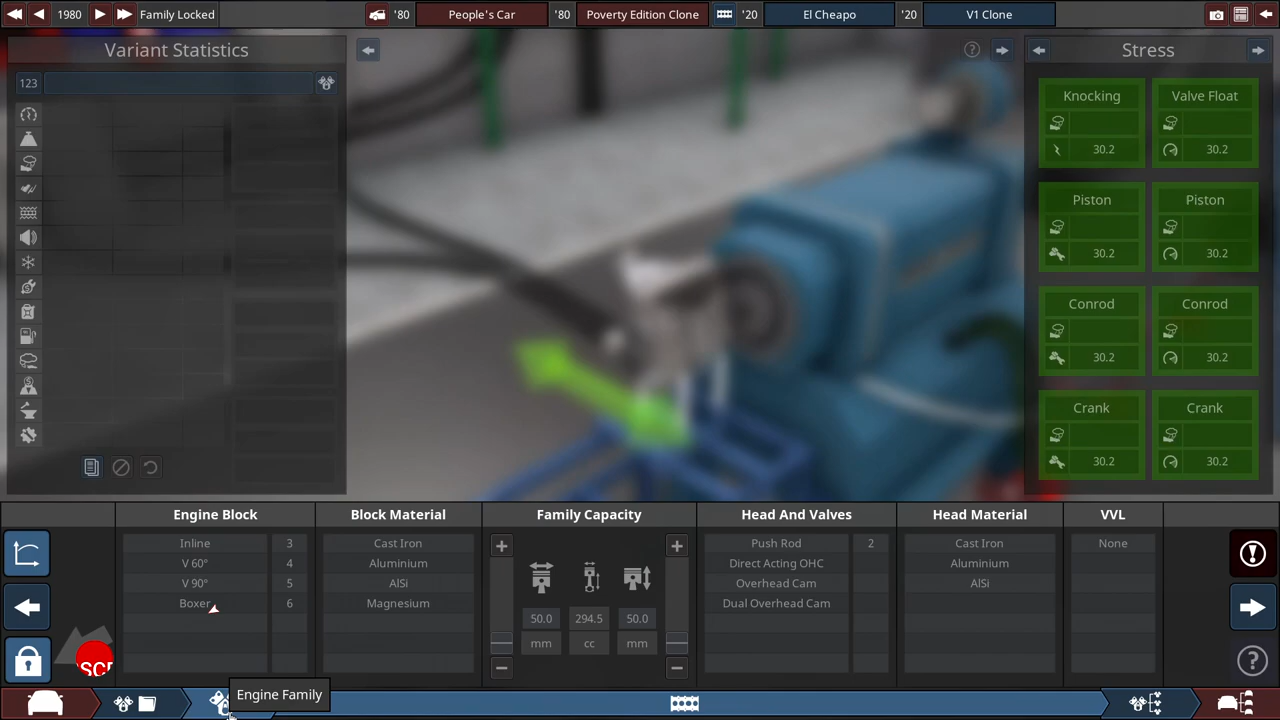 1980 Family Locked '80 People's Car '80 Poverty Edition Clone '20 El Cheapo '20 V1 Clone
Variant Statistics
123
Stress
Knocking Valve Float
30.2 30.2
Piston Piston
30.2 30.2
Conrod Conrod
30.2 30.2
Crank Crank
30.2 30.2
Engine Block Block Material Family Capacity Head And Valves Head Material VVL
Inline 3 Cast Iron Push Rod 2 Cast Iron None
V 60° 4 Aluminium Direct Acting OHC Aluminium
V 90° 5 AlSi Overhead Cam AlSi
Boxer 6 Magnesium Dual Overhead Cam
50.0 294.5 50.0
mm cc mm
Engine Family